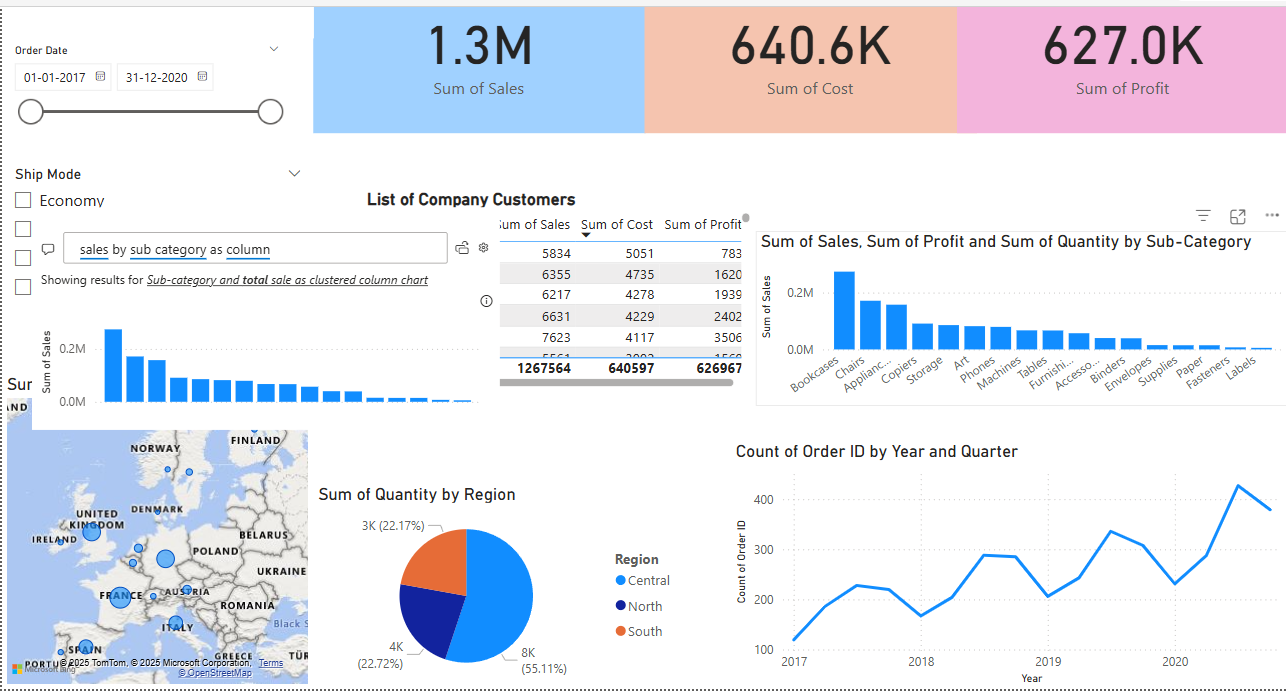 Order Date
01-01-2017
31-12-2020
1.3M
Sum of Sales
640.6K
Sum of Cost
627.0K
Sum of Profit
Ship Mode
Economy
sales by sub category as column
Showing results for Sub-category and total sale as clustered column chart
Sum of Sales
0.2M
0.0M
List of Company Customers
Sum of Sales Sum of Cost Sum of Profit
5834 5051 783
6355 4735 1620
6217 4278 1939
6631 4229 2402
7623 4117 3506
1267564 640597 626967
Sum of Sales, Sum of Profit and Sum of Quantity by Sub-Category
Sum of Sales
0.2M
0.0M
Bookcases
Chairs
Applianc...
Copiers
Storage
Art
Phones
Machines
Tables
Furnishi...
Accesso...
Binders
Envelopes
Supplies
Paper
Fasteners
Labels
Sur
AND
NORWAY
FINLAND
UNITED
KINGDOM
DENMARK
IRELAND
BELARUS
POLAND
UKRAINE
FRANCE
AUSTRIA
ROMANIA
ITALY
Black S
SPAIN
PORTU
GREECE
TÜR
Microsoft Bing
© 2025 TomTom, © 2025 Microsoft Corporation, Terms
© OpenStreetMap
Sum of Quantity by Region
3K (22.17%)
4K
(22.72%)
8K
(55.11%)
Region
Central
North
South
Count of Order ID by Year and Quarter
Count of Order ID
400
300
200
100
2017
2018
2019
2020
Year